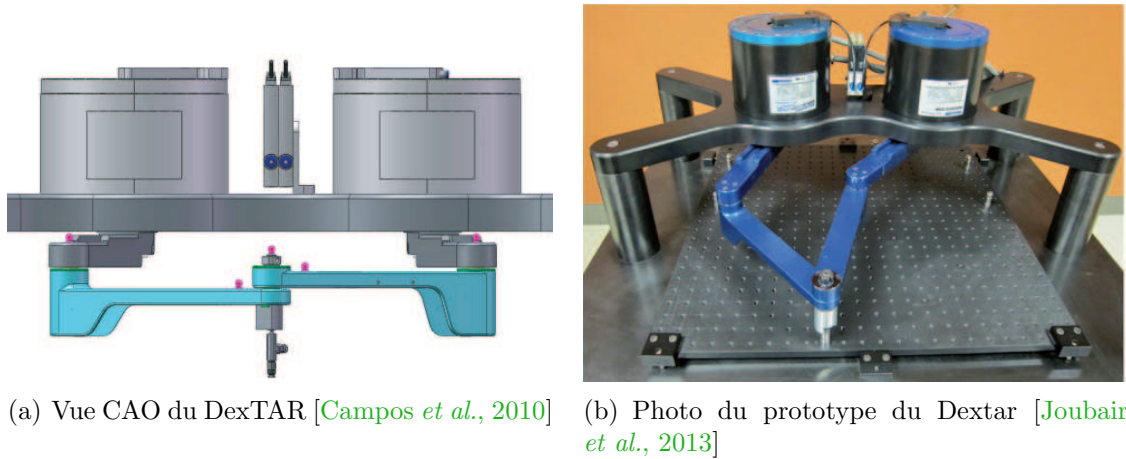 (a) Vue CAO du DexTAR [Campos et al., 2010]
(b) Photo du prototype du Dextar [Joubair
et al., 2013]